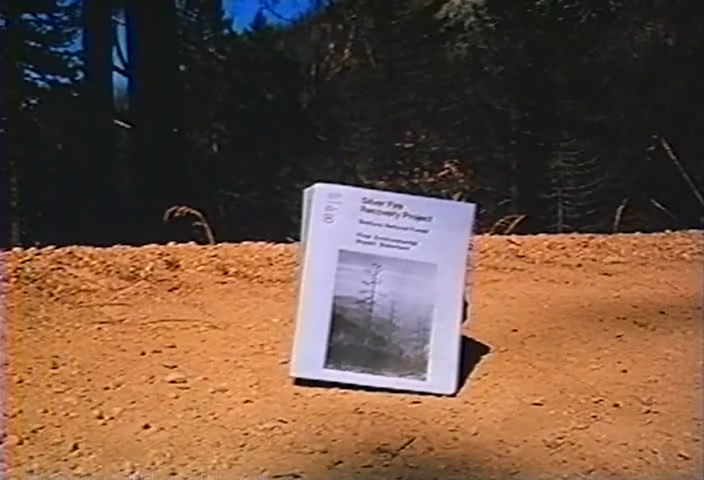 Silver Fire
Recovery Project
Siskiyou National Forest
Final Environmental
Impact Statement